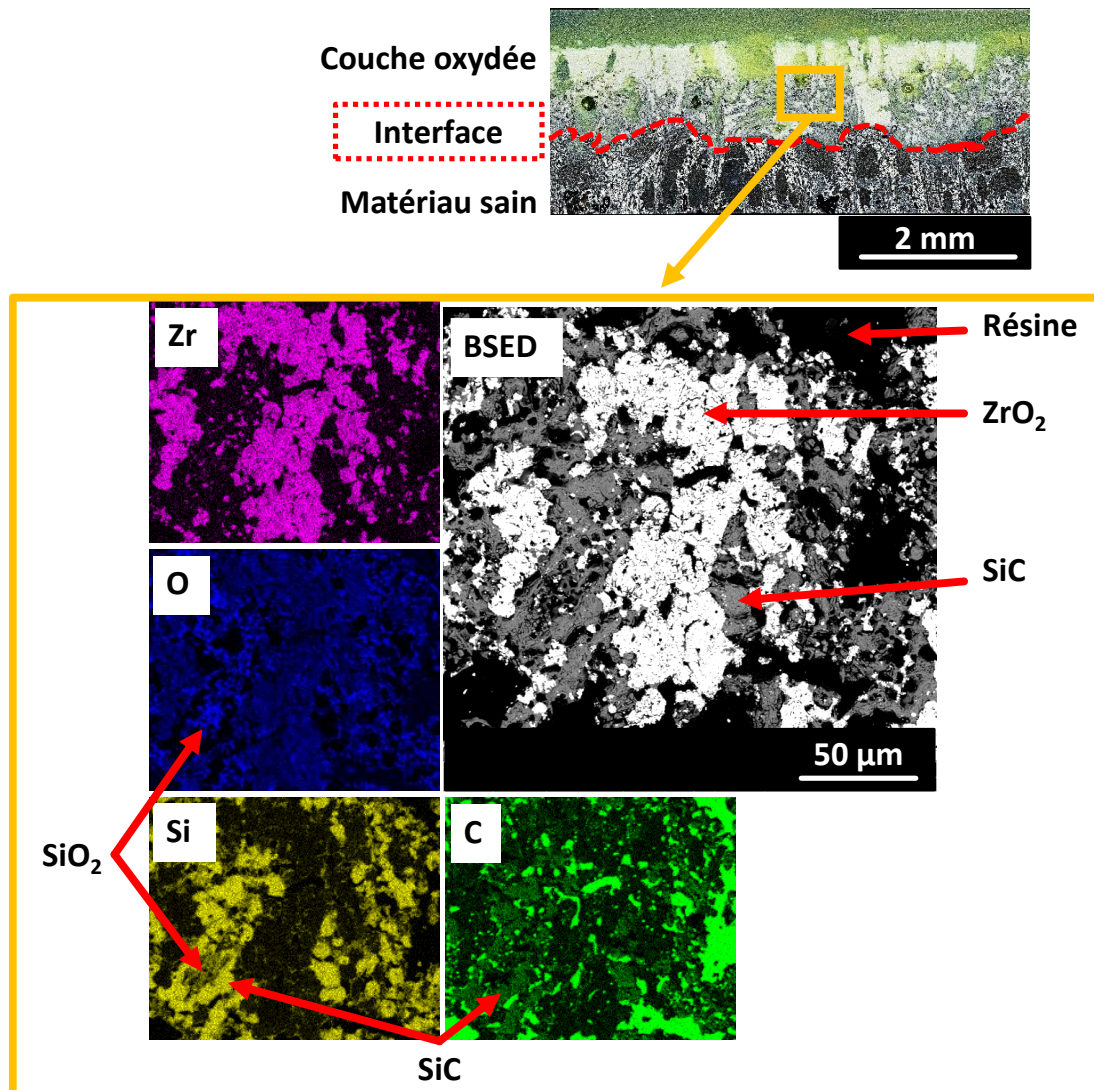 Couche oxydée
Interface
Matériau sain
2 mm
Zr
BSED
Résine
ZrO₂
O
SiC
50 µm
Si
C
SiO₂
SiC